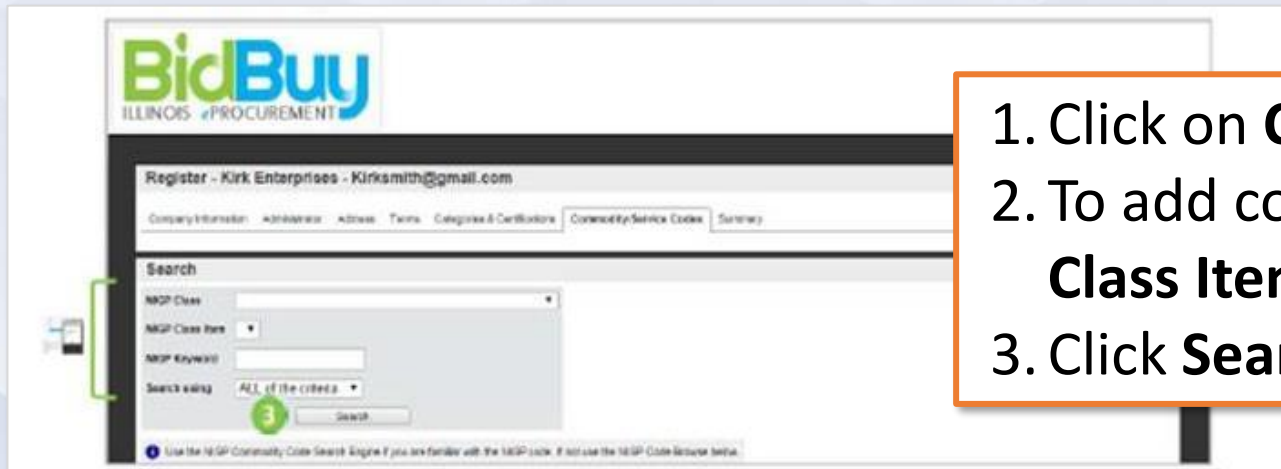 BidBuy
ILLINOIS ePROCUREMENT
Register - Kirk Enterprises - Kirksmith@gmail.com
Company Information Administrator Address Terms Categories & Certifications Commodity/Service Codes Summary
Search
NIGP Class
NIGP Class Item
NIGP Keyword
Search using ALL of the criteria
3 Search
Use the NIGP Commodity Code Search Engine if you are familiar with the NIGP code. If not use the NIGP Code Browse below.
1. Click on C
2. To add co
Class Iter
3. Click Sear